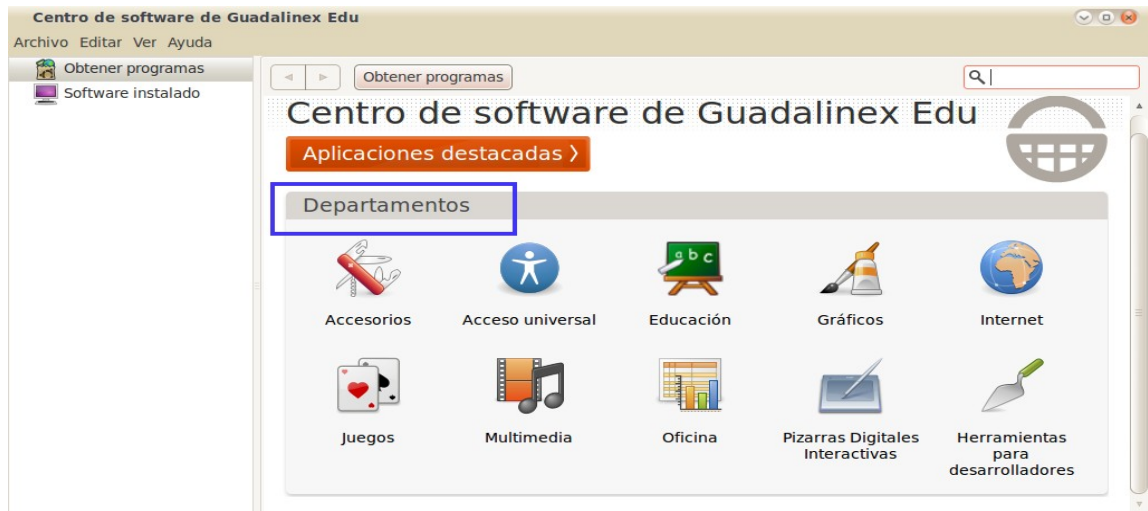 Centro de software de Guadalinex Edu
Archivo Editar Ver Ayuda
Obtener programas
Software instalado
Obtener programas
Centro de software de Guadalinex Edu
Aplicaciones destacadas
Departamentos
a b c
Accesorios
Acceso universal
Educación
Gráficos
Internet
Juegos
Multimedia
Oficina
Pizarras Digitales
Interactivas
Herramientas
para
desarrolladores